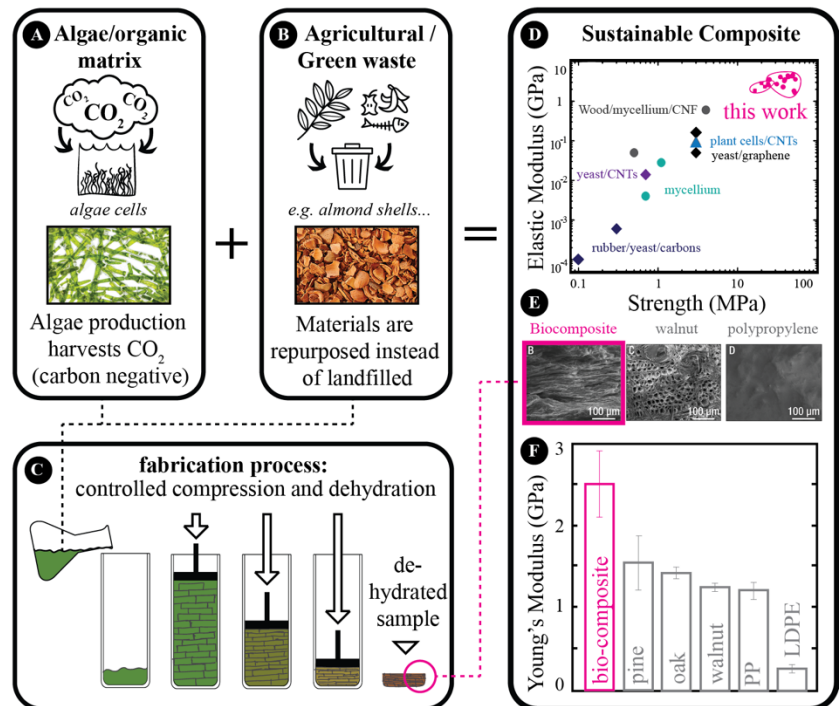 A
Algae/organic
matrix
CO2
CO2
CO2
algae cells
Algae production
harvests CO2
(carbon negative)
+
B
Agricultural /
Green waste
e.g. almond shells...
Materials are
repurposed instead
of landfilled
=
C
fabrication process:
controlled compression and dehydration
de-
hydrated
sample
D
Sustainable Composite
Elastic Modulus (GPa)
1
10-1
10-2
10-3
10-4
this work
Wood/mycellium/CNF
plant cells/CNTs
yeast/graphene
yeast/CNTs
mycellium
rubber/yeast/carbons
0.1
1
10
100
Strength (MPa)
E
Biocomposite
walnut
polypropylene
B
C
D
100 µm
100 µm
100 µm
F
Young's Modulus (GPa)
3
2
1
0
bio-composite
pine
oak
walnut
PP
LDPE